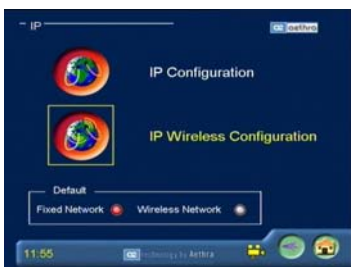 IP
aethra
IP Configuration
IP Wireless Configuration
Default
Fixed Network
Wireless Network
11:55
technology by Aethra